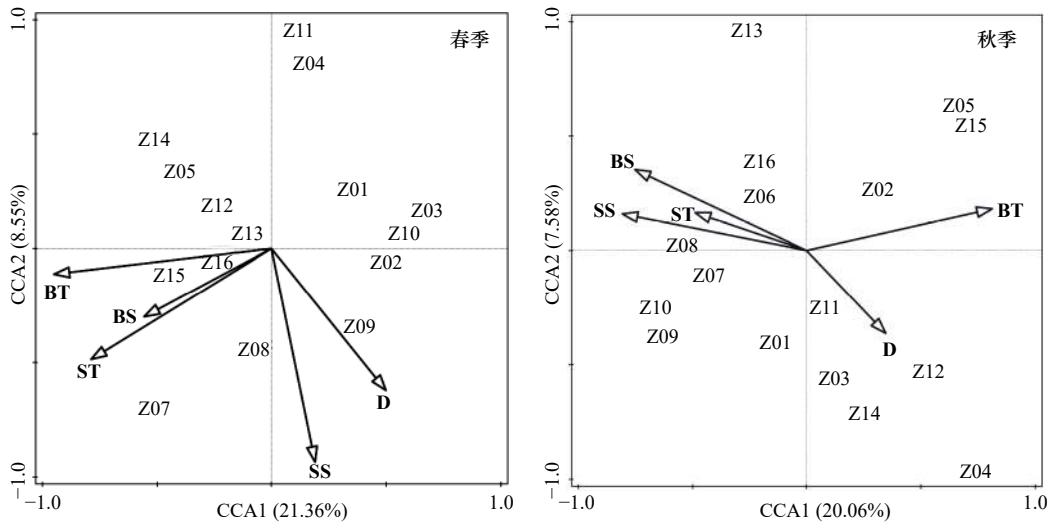 1.0
Z11
春季
Z04
Z14
Z05
Z01
Z12
Z03
Z13
Z10
Z16
Z02
Z15
BT
BS
Z09
Z08
ST
D
Z07
SS
−1.0
−1.0
1.0
CCA1 (21.36%)
CCA2 (8.55%)
1.0
Z13
秋季
Z05
Z15
BS
Z16
Z06
Z02
SS
ST
BT
Z08
Z07
Z10
Z11
Z09
Z01
D
Z12
Z03
Z14
Z04
−1.0
−1.0
1.0
CCA1 (20.06%)
CCA2 (7.58%)